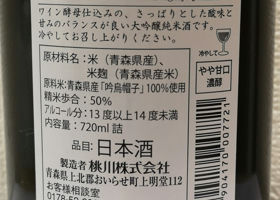 ワイン酵母仕込みの、さっぱりとした酸味と
甘みのバランスが良い大吟醸純米酒です。
冷やしてお召し上がりください。
冷やして
やや甘口
濃醇
原材料名：米（青森県産）、
米麹（青森県産米）
原料米：青森県産「吟烏帽子」100%使用
精米歩合：50%
アルコール分：13度以上14度未満
内容量：720ml詰
品目：日本酒
製造者 桃川株式会社
青森県上北郡おいらせ町上明堂112
お客様相談室
904170007721